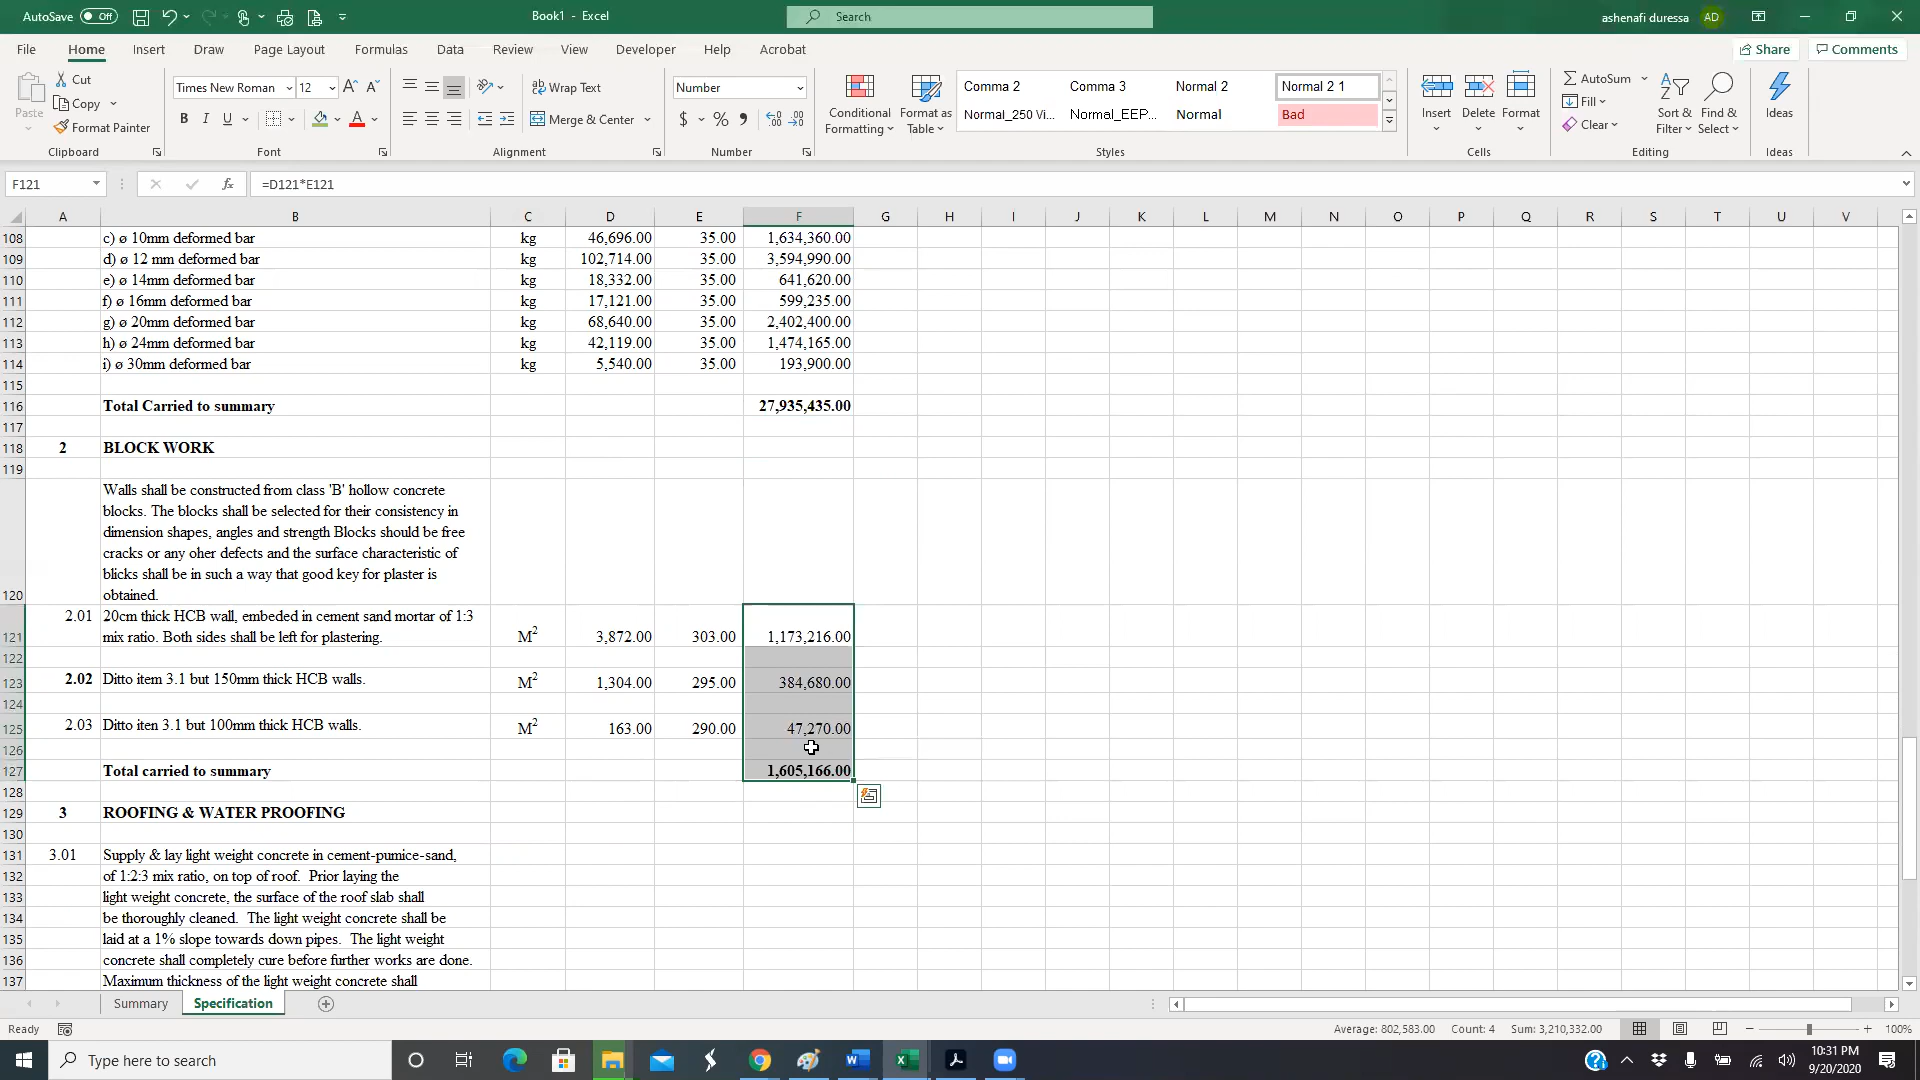 AutoSave Off
Book1 - Excel
Search
ashenafi duressa AD
File Home Insert Draw Page Layout Formulas Data Review View Developer Help Acrobat
Share Comments
Paste
Cut
Copy
Format Painter
Clipboard
Times New Roman 12
B I U
Font
Wrap Text
Merge & Center
Alignment
Number
$ %
Number
Conditional Formatting
Format as Table
Comma 2 Comma 3 Normal 2 Normal 2 1
Normal_250 Vi... Normal_EEP... Normal Bad
Styles
Insert Delete Format
Cells
AutoSum
Fill
Clear
Sort & Filter
Find & Select
Editing
Ideas
Ideas
F121 fx =D121*E121
A B C D E F G H I J K L M N O P Q R S T U V
108 c) ø 10mm deformed bar kg 46,696.00 35.00 1,634,360.00
109 d) ø 12 mm deformed bar kg 102,714.00 35.00 3,594,990.00
110 e) ø 14mm deformed bar kg 18,332.00 35.00 641,620.00
111 f) ø 16mm deformed bar kg 17,121.00 35.00 599,235.00
112 g) ø 20mm deformed bar kg 68,640.00 35.00 2,402,400.00
113 h) ø 24mm deformed bar kg 42,119.00 35.00 1,474,165.00
114 i) ø 30mm deformed bar kg 5,540.00 35.00 193,900.00
115
116 Total Carried to summary 27,935,435.00
117
118 2 BLOCK WORK
119
Walls shall be constructed from class 'B' hollow concrete
blocks. The blocks shall be selected for their consistency in
dimension shapes, angles and strength Blocks should be free
cracks or any oher defects and the surface characteristic of
blicks shall be in such a way that good key for plaster is
120 obtained.
2.01 20cm thick HCB wall, embeded in cement sand mortar of 1:3
121 mix ratio. Both sides shall be left for plastering. M2 3,872.00 303.00 1,173,216.00
122
123 2.02 Ditto item 3.1 but 150mm thick HCB walls. M2 1,304.00 295.00 384,680.00
124
125 2.03 Ditto iten 3.1 but 100mm thick HCB walls. M2 163.00 290.00 47,270.00
126
127 Total carried to summary 1,605,166.00
128
129 3 ROOFING & WATER PROOFING
130
131 3.01 Supply & lay light weight concrete in cement-pumice-sand,
132 of 1:2:3 mix ratio, on top of roof. Prior laying the
133 light weight concrete, the surface of the roof slab shall
134 be thoroughly cleaned. The light weight concrete shall be
135 laid at a 1% slope towards down pipes. The light weight
136 concrete shall completely cure before further works are done.
137 Maximum thickness of the light weight concrete shall
Summary Specification
Ready Average: 802,583.00 Count: 4 Sum: 3,210,332.00 100%
Type here to search
10:31 PM
9/20/2020